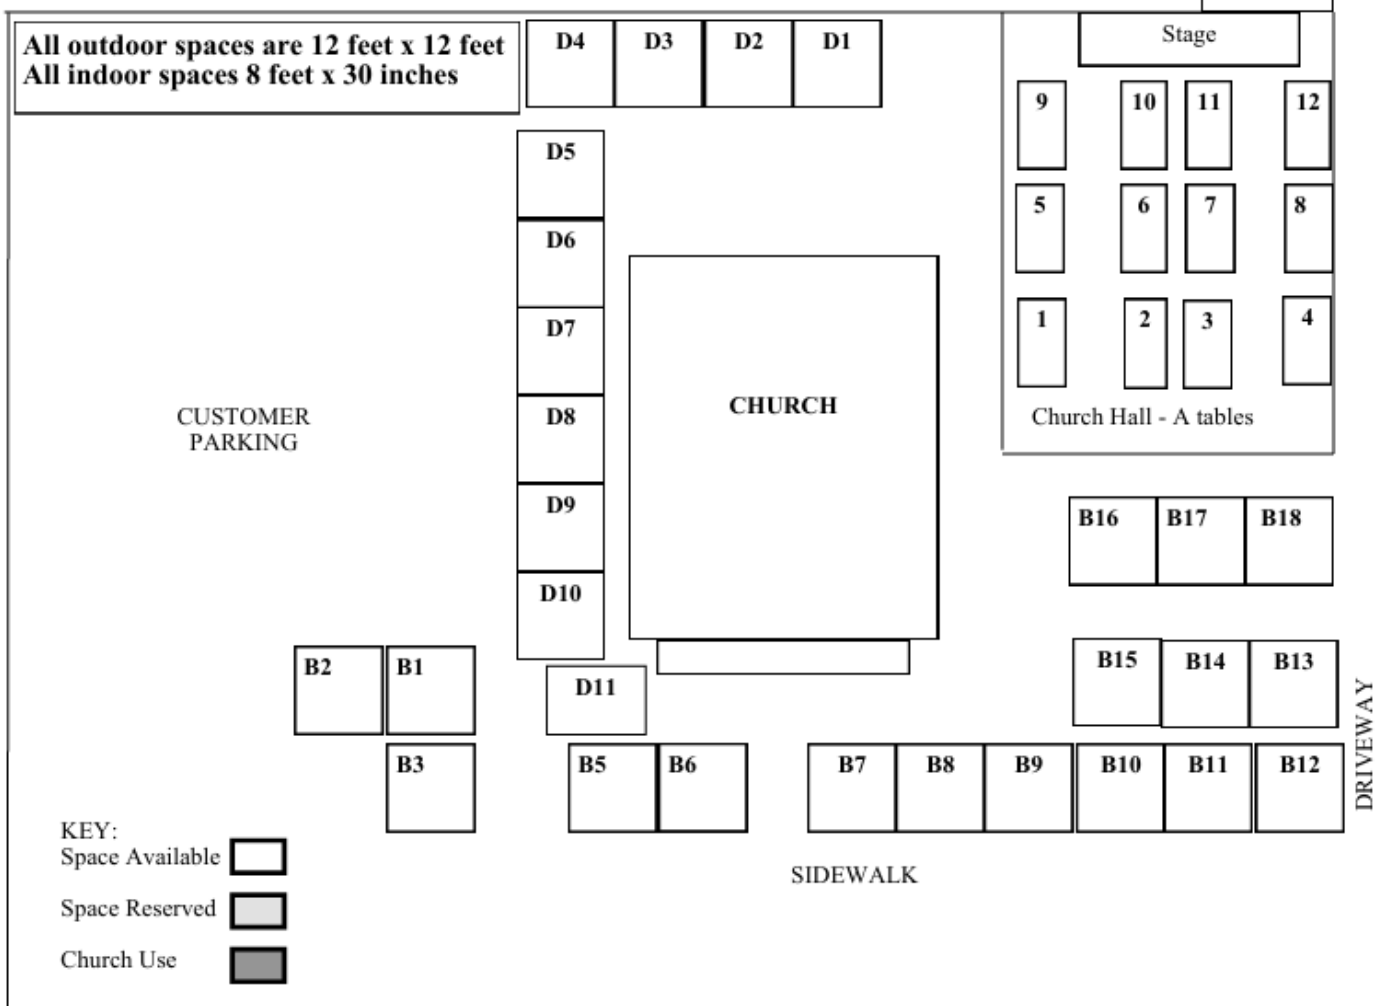 All outdoor spaces are 12 feet x 12 feet
All indoor spaces 8 feet x 30 inches
D4 D3 D2 D1
Stage
9 10 11 12
5 6 7 8
1 2 3 4
Church Hall - A tables
D5
D6
D7
D8
D9
D10
D11
CHURCH
CUSTOMER
PARKING
B16 B17 B18
B15 B14 B13
B2 B1
B3
B5 B6 B7 B8 B9 B10 B11 B12
DRIVEWAY
SIDEWALK
KEY:
Space Available
Space Reserved
Church Use